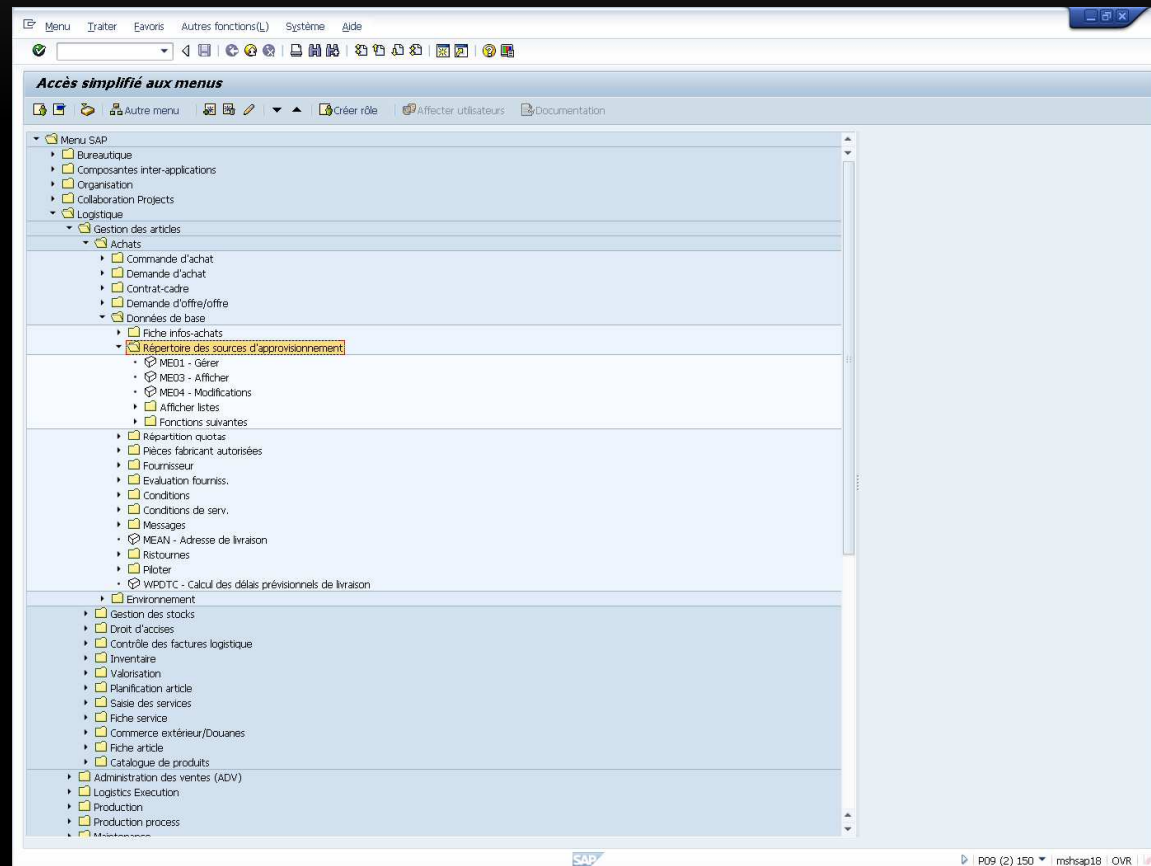 Menu Traiter Favoris Autres fonctions(L) Système Aide
Accès simplifié aux menus
Autre menu Créer rôle Affecter utilisateurs Documentation
Menu SAP
Bureautique
Composantes inter-applications
Organisation
Collaboration Projects
Logistique
Gestion des articles
Achats
Commande d'achat
Demande d'achat
Contrat-cadre
Demande d'offre/offre
Données de base
Fiche infos-achats
Répertoire des sources d'approvisionnement
ME01 - Gérer
ME03 - Afficher
ME04 - Modifications
Afficher listes
Fonctions suivantes
Répartition quotas
Pièces fabricant autorisées
Fournisseur
Evaluation fourniss.
Conditions
Conditions de serv.
Messages
MEAN - Adresse de livraison
Ristournes
Piloter
WPDTC - Calcul des délais prévisionnels de livraison
Environnement
Gestion des stocks
Droit d'accises
Contrôle des factures logistique
Inventaire
Valorisation
Planification article
Saisie des services
Fiche service
Commerce extérieur/Douanes
Fiche article
Catalogue de produits
Administration des ventes (ADV)
Logistics Execution
Production
Production process
Maintenance
SAP P09 (2) 150 mshsap18 OVR